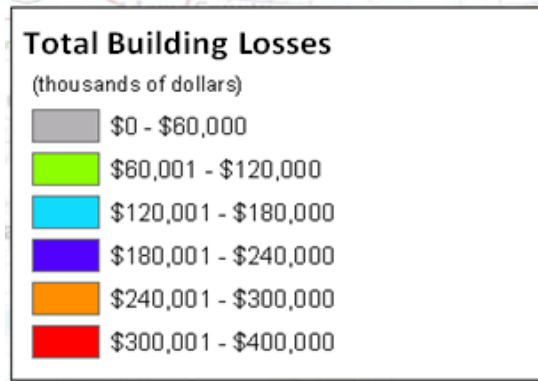 Total Building Losses
(thousands of dollars)
$0 - $60,000
$60,001 - $120,000
$120,001 - $180,000
$180,001 - $240,000
$240,001 - $300,000
$300,001 - $400,000